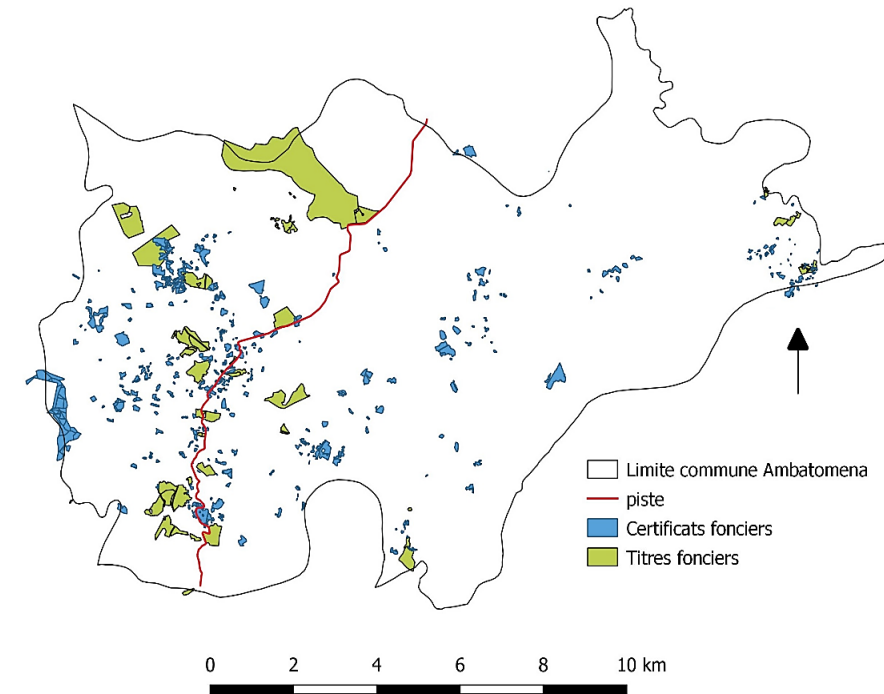 Limite commune Ambatomena
piste
Certificats fonciers
Titres fonciers
0 2 4 6 8 10 km